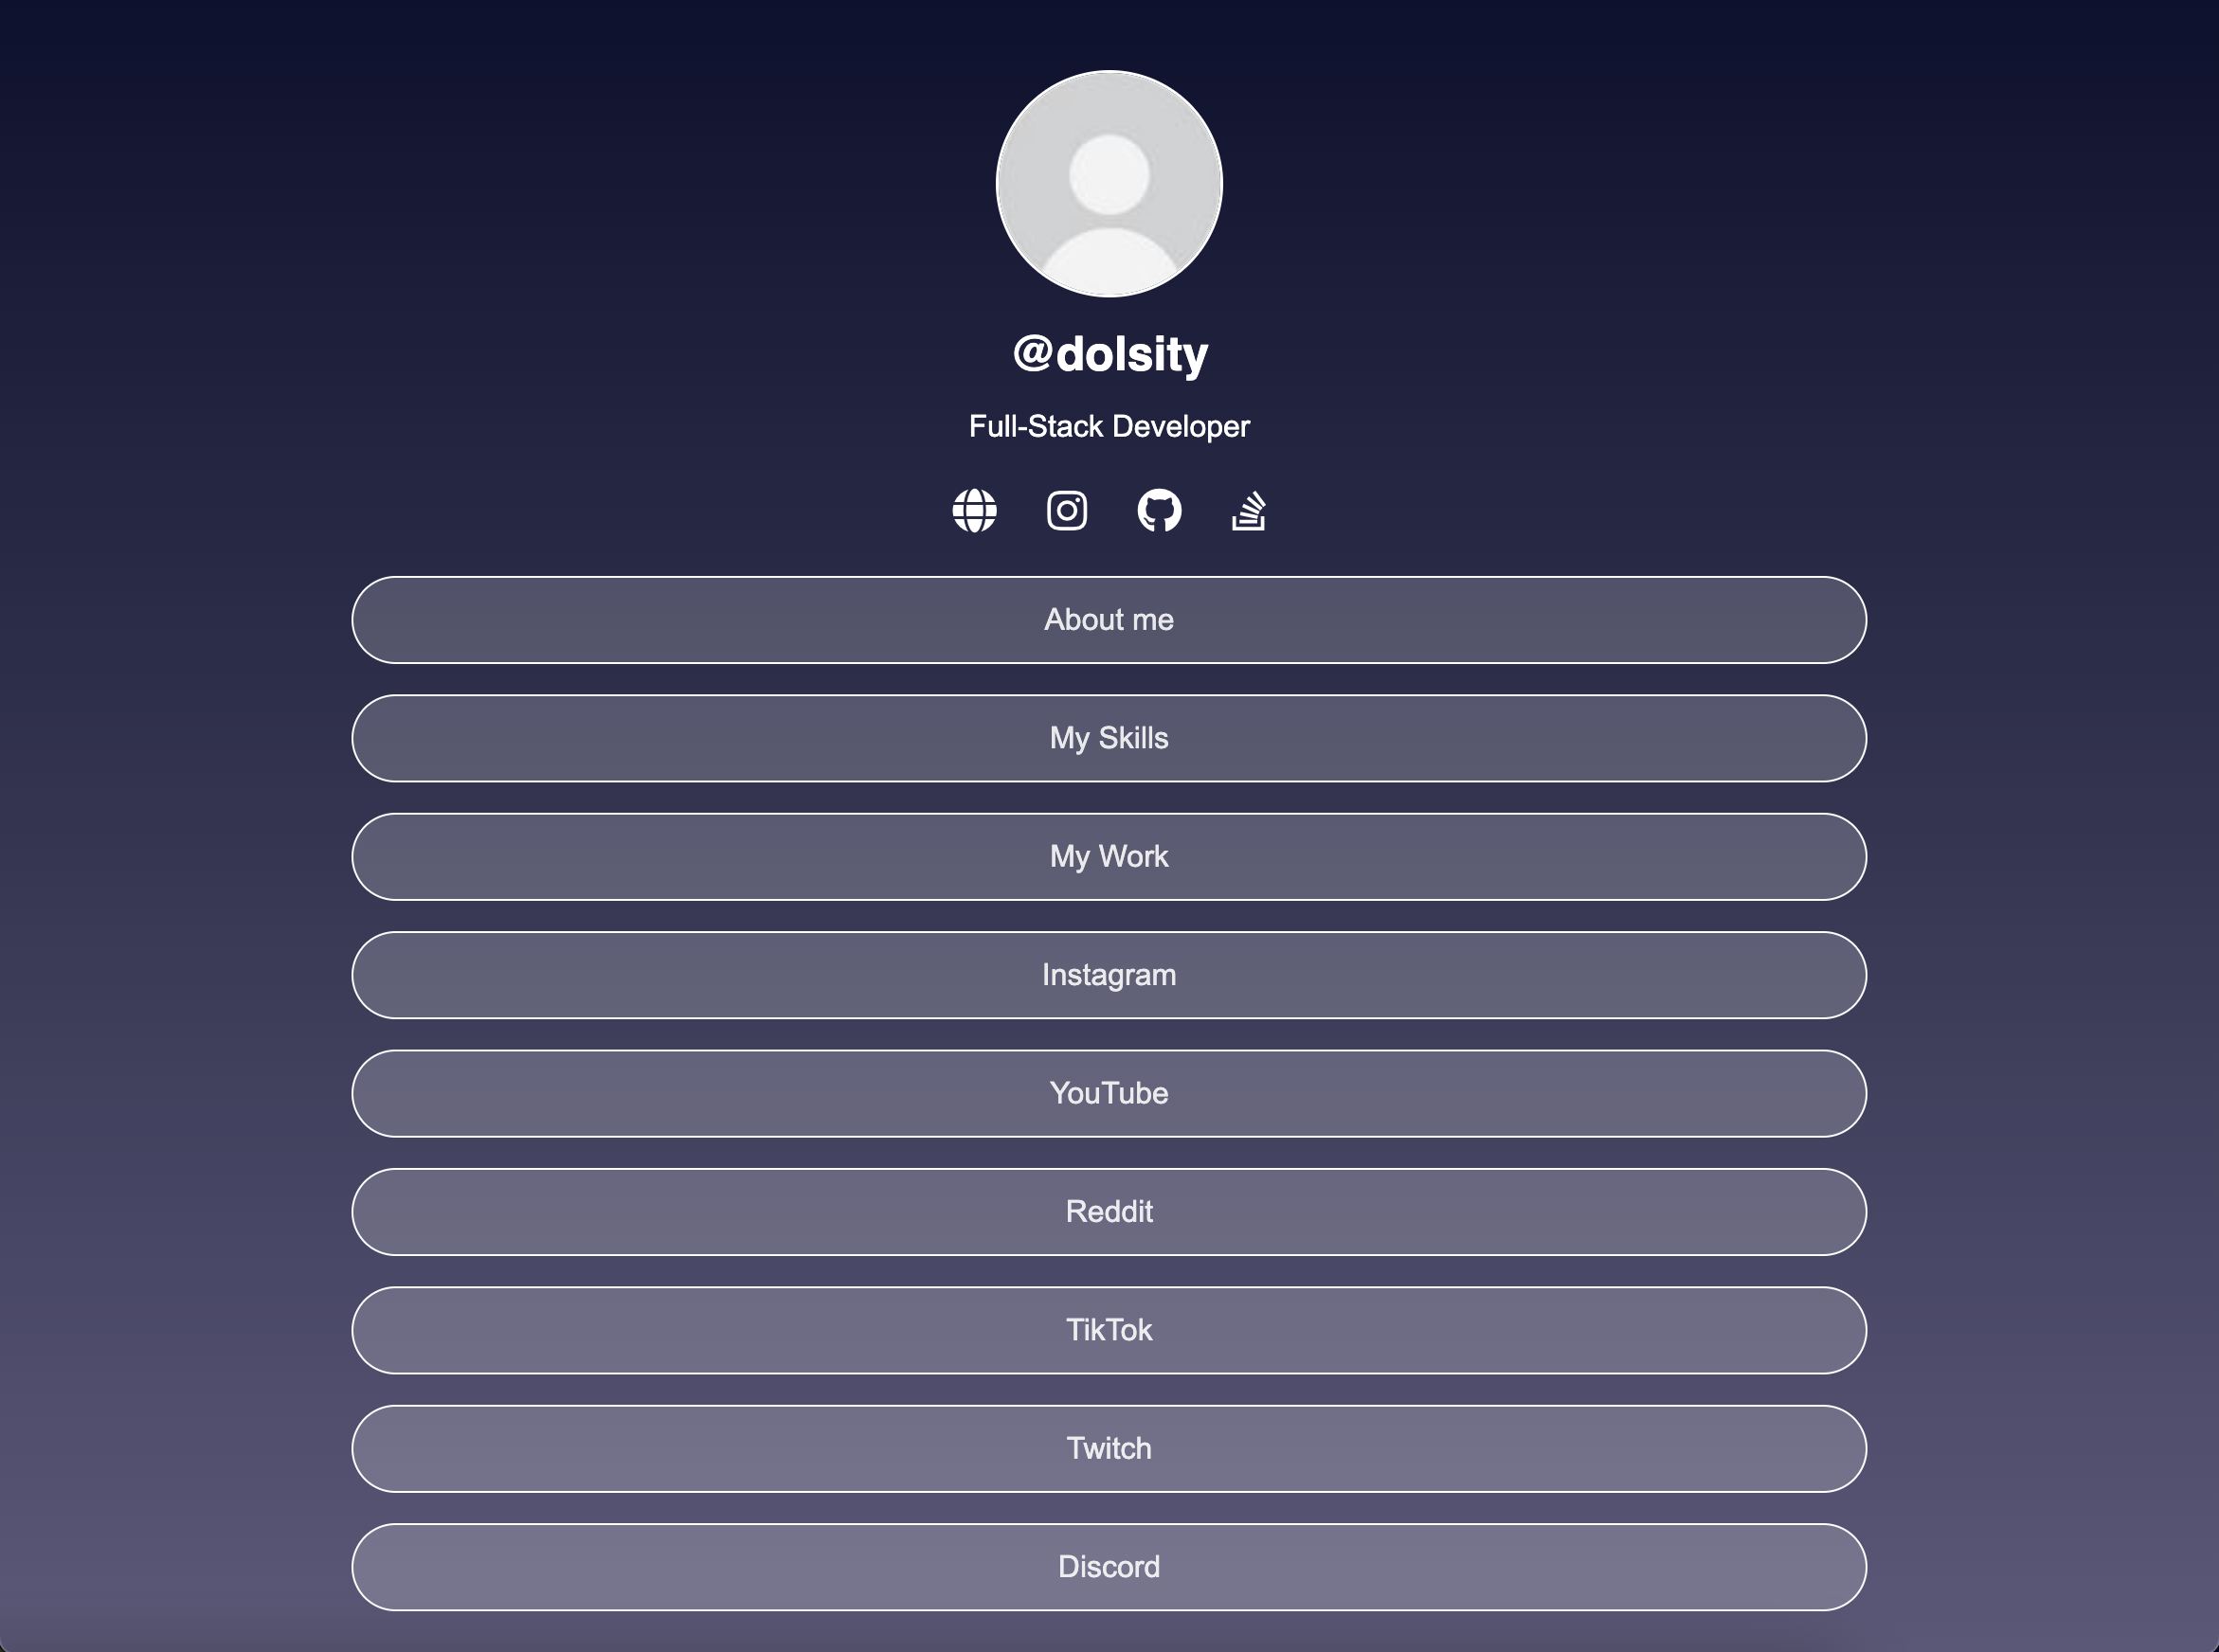 @dolsity
Full-Stack Developer
About me
My Skills
My Work
Instagram
YouTube
Reddit
TikTok
Twitch
Discord